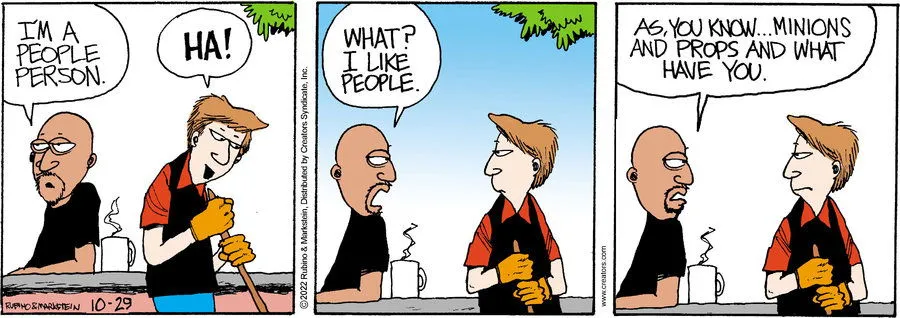 I'M A
PEOPLE
PERSON.
HA!
RUBINO & MARKSTEIN 10-29
©2022 Rubino & Markstein, Distributed by Creators Syndicate, Inc.
WHAT?
I LIKE
PEOPLE.
AS, YOU KNOW...MINIONS
AND PROPS AND WHAT
HAVE YOU.
www.creators.com